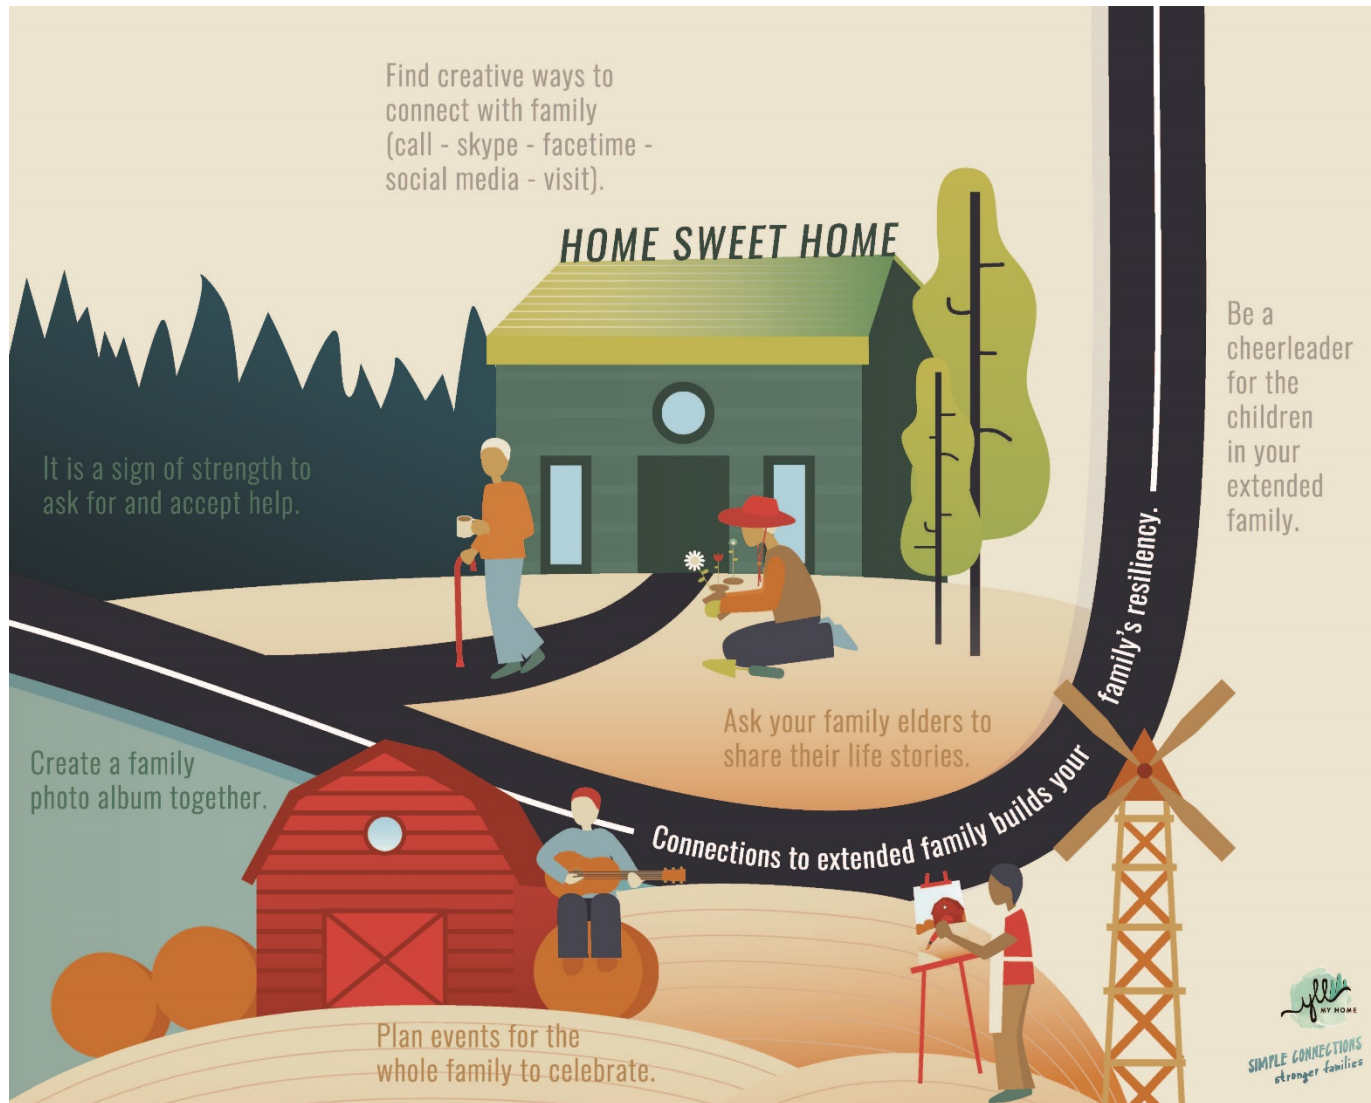 Find creative ways to
connect with family
(call - skype - facetime -
social media - visit).
HOME SWEET HOME
Be a
cheerleader
for the
children
in your
extended
family.
It is a sign of strength to
ask for and accept help.
Ask your family elders to
share their life stories.
Create a family
photo album together.
Connections to extended family builds your family's resiliency.
Plan events for the
whole family to celebrate.
yll
MY HOME
SIMPLE CONNECTIONS
stronger families